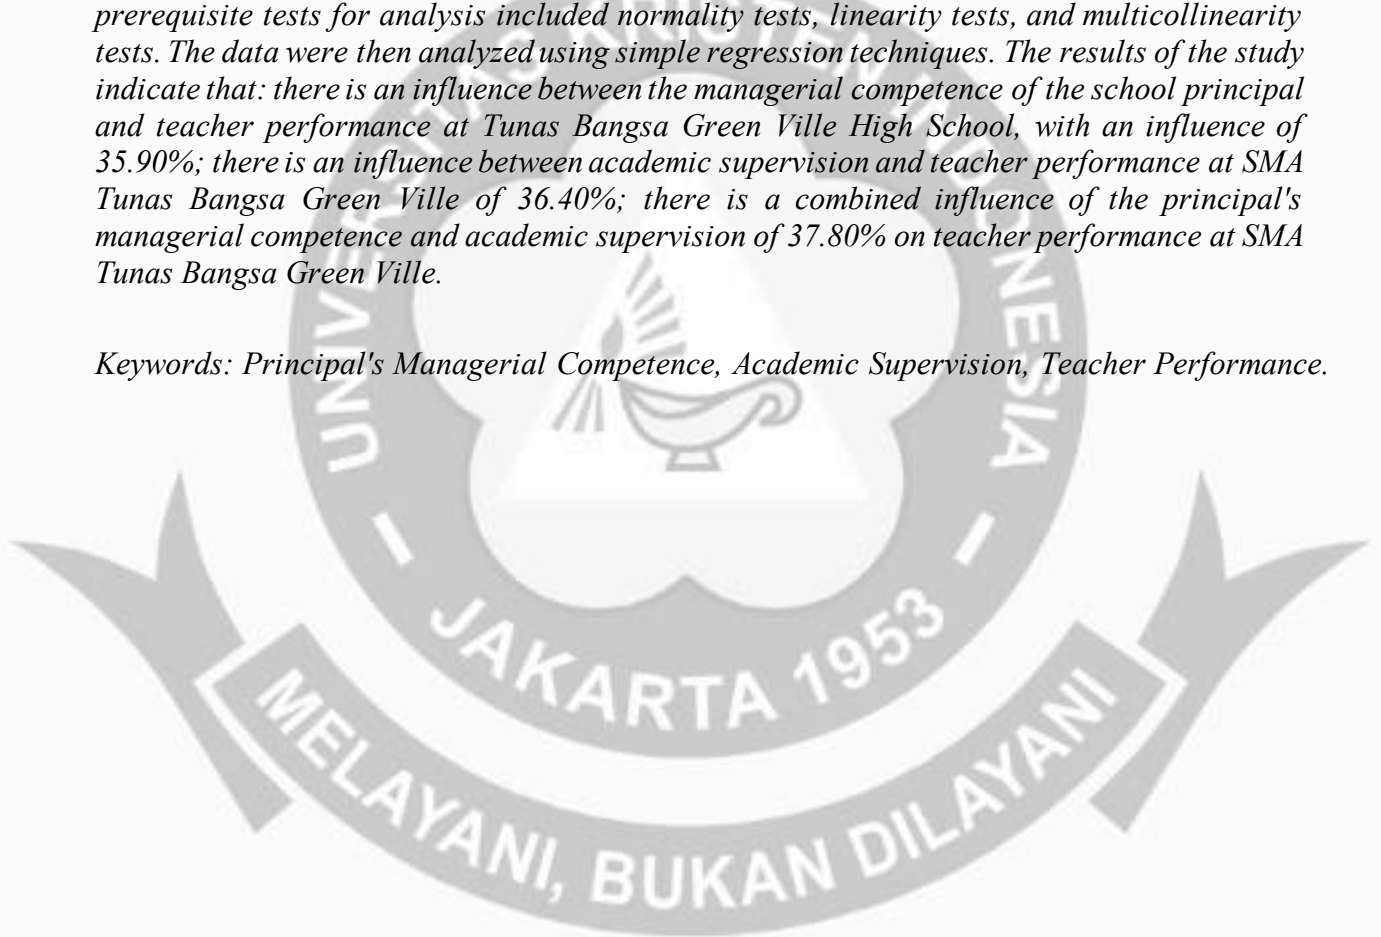 prerequisite tests for analysis included normality tests, linearity tests, and multicollinearity
tests. The data were then analyzed using simple regression techniques. The results of the study
indicate that: there is an influence between the managerial competence of the school principal
and teacher performance at Tunas Bangsa Green Ville High School, with an influence of
35.90%; there is an influence between academic supervision and teacher performance at SMA
Tunas Bangsa Green Ville of 36.40%; there is a combined influence of the principal's
managerial competence and academic supervision of 37.80% on teacher performance at SMA
Tunas Bangsa Green Ville.
Keywords: Principal's Managerial Competence, Academic Supervision, Teacher Performance.
UNIVERSITAS KRISTEN INDONESIA
JAKARTA 1953
MELAYANI, BUKAN DILAYANI